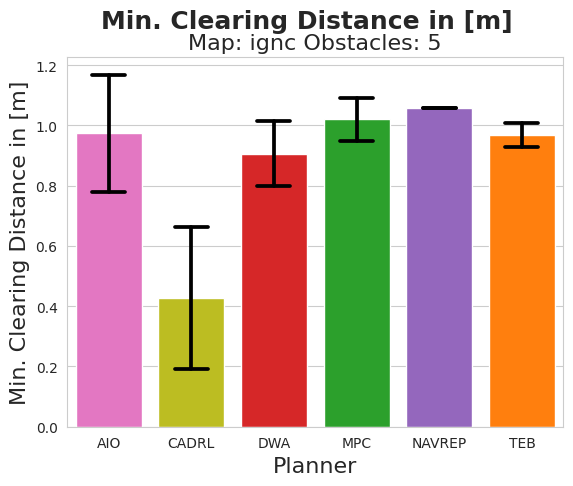 Min. Clearing Distance in [m]
Map: ignc Obstacles: 5
Min. Clearing Distance in [m]
1.2
1.0
0.8
0.6
0.4
0.2
0.0
AIO CADRL DWA MPC NAVREP TEB
Planner